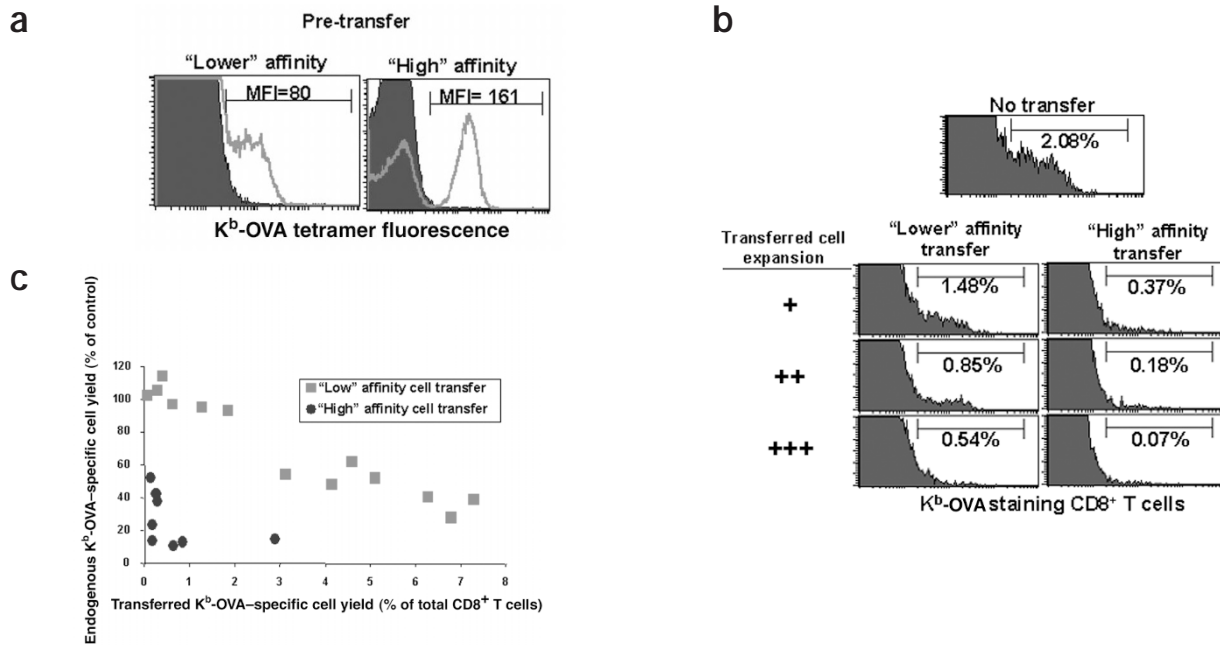 a
Pre-transfer
“Lower” affinity
“High” affinity
MFI=80
MFI= 161
Kb-OVA tetramer fluorescence
b
No transfer
2.08%
Transferred cell
expansion
“Lower” affinity
transfer
“High” affinity
transfer
+
1.48%
0.37%
++
0.85%
0.18%
+++
0.54%
0.07%
Kb-OVA staining CD8+ T cells
c
Endogenous Kb-OVA–specific cell yield (% of control)
120
100
80
60
40
20
0
“Low” affinity cell transfer
“High” affinity cell transfer
0 1 2 3 4 5 6 7 8
Transferred Kb-OVA–specific cell yield (% of total CD8+ T cells)